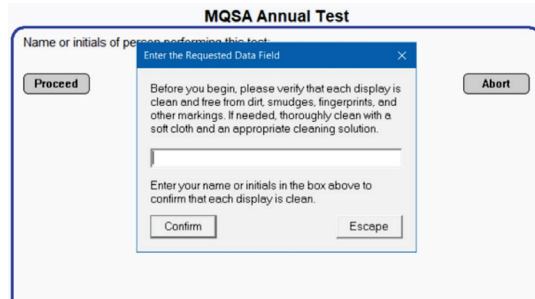 MQSA Annual Test
Name or initials of person performing this test:
Enter the Requested Data Field
Proceed
Abort
Before you begin, please verify that each display is
clean and free from dirt, smudges, fingerprints, and
other markings. If needed, thoroughly clean with a
soft cloth and an appropriate cleaning solution.
Enter your name or initials in the box above to
confirm that each display is clean.
Confirm
Escape